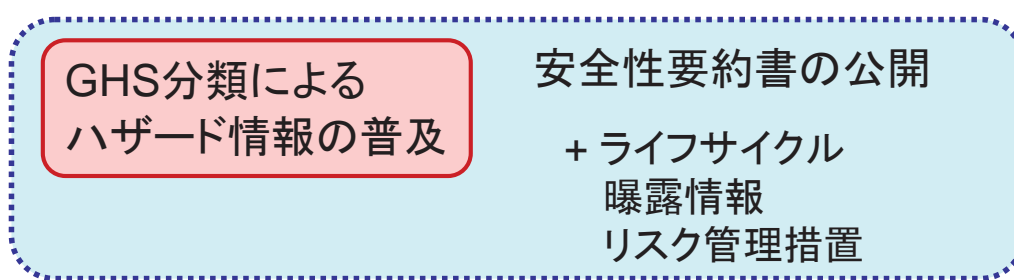 GHS分類による
ハザード情報の普及
安全性要約書の公開
+ ライフサイクル
曝露情報
リスク管理措置